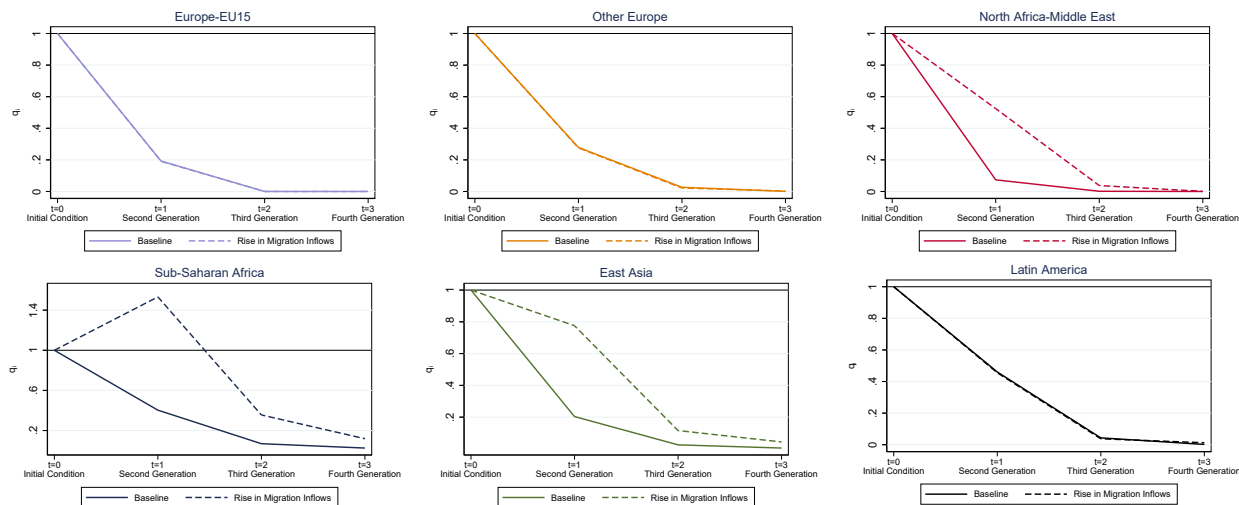 Europe-EU15
1
.8
.6
.4
.2
0
qi
t=0
Initial Condition
t=1
Second Generation
t=2
Third Generation
t=3
Fourth Generation
Baseline
Rise in Migration Inflows
Other Europe
1
.8
.6
.4
.2
0
qi
t=0
Initial Condition
t=1
Second Generation
t=2
Third Generation
t=3
Fourth Generation
Baseline
Rise in Migration Inflows
North Africa-Middle East
1
.8
.6
.4
.2
0
qi
t=0
Initial Condition
t=1
Second Generation
t=2
Third Generation
t=3
Fourth Generation
Baseline
Rise in Migration Inflows
Sub-Saharan Africa
1.4
1
.6
.2
qi
t=0
Initial Condition
t=1
Second Generation
t=2
Third Generation
t=3
Fourth Generation
Baseline
Rise in Migration Inflows
East Asia
1
.8
.6
.4
.2
qi
t=0
Initial Condition
t=1
Second Generation
t=2
Third Generation
t=3
Fourth Generation
Baseline
Rise in Migration Inflows
Latin America
1
.8
.6
.4
.2
0
qi
t=0
Initial Condition
t=1
Second Generation
t=2
Third Generation
t=3
Fourth Generation
Baseline
Rise in Migration Inflows